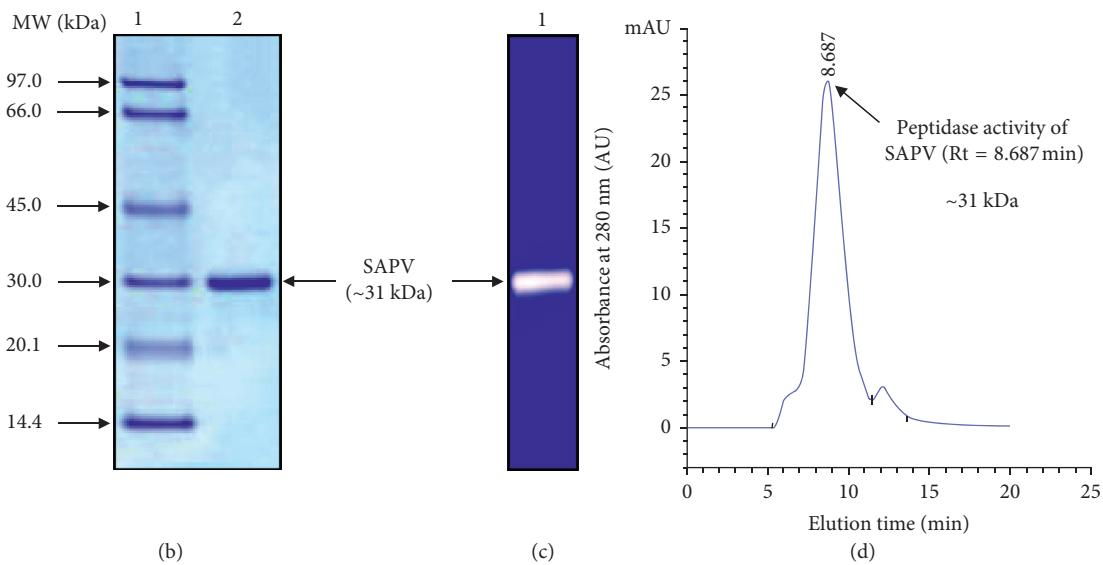 MW (kDa)
1
2
97.0
66.0
45.0
30.0
20.1
14.4
SAPV
(~31 kDa)
(b)
1
(c)
mAU
Absorbance at 280 nm (AU)
25
20
15
10
5
0
8.687
Peptidase activity of
SAPV (Rt = 8.687 min)
~31 kDa
0
5
10
15
20
25
Elution time (min)
(d)